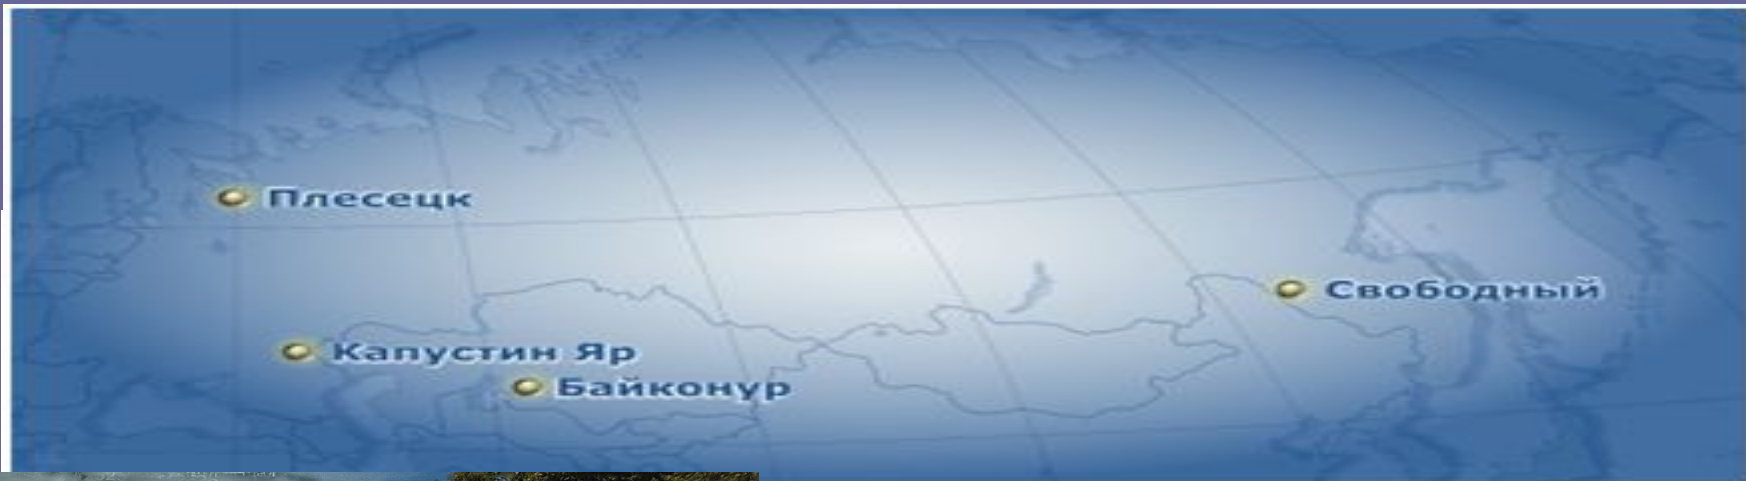 Плесецк
Свободный
Капустин Яр
Байконур